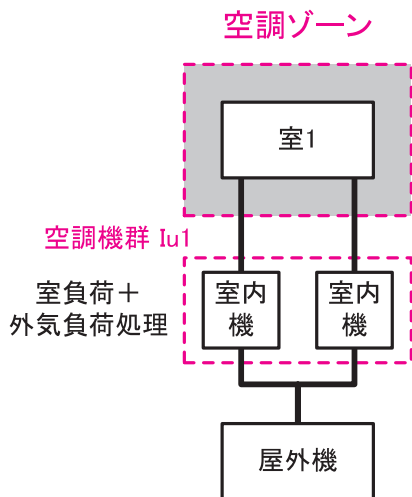 空調ゾーン
室1
空調機群 Iu1
室負荷＋
外気負荷処理
室内
機
室内
機
屋外機